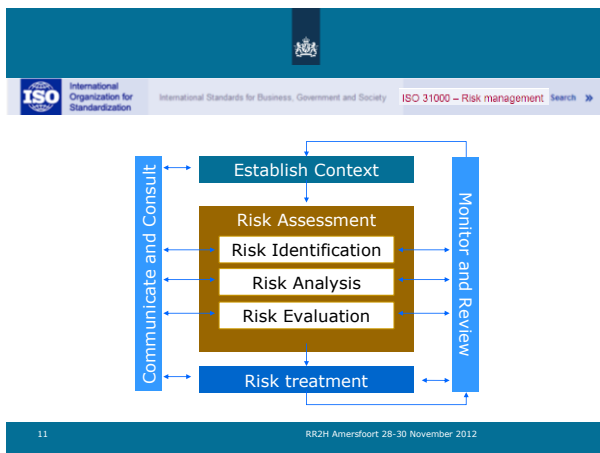 ISO
International
Organization for
Standardization
International Standards for Business, Government and Society
ISO 31000 – Risk management
Search »
Communicate and Consult
Establish Context
Risk Assessment
Risk Identification
Risk Analysis
Risk Evaluation
Risk treatment
Monitor and Review
11
RR2H Amersfoort 28-30 November 2012